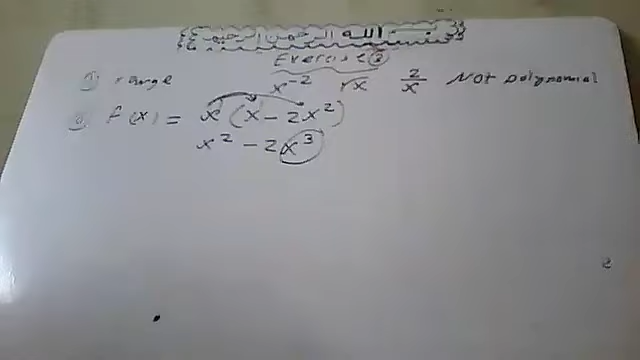 بسم الله الرحمن الرحيم
Exercise 2
1) range x⁻² √x 2/x Not polynomial
2) f(x) = x (x − 2x²)
x² − 2x³